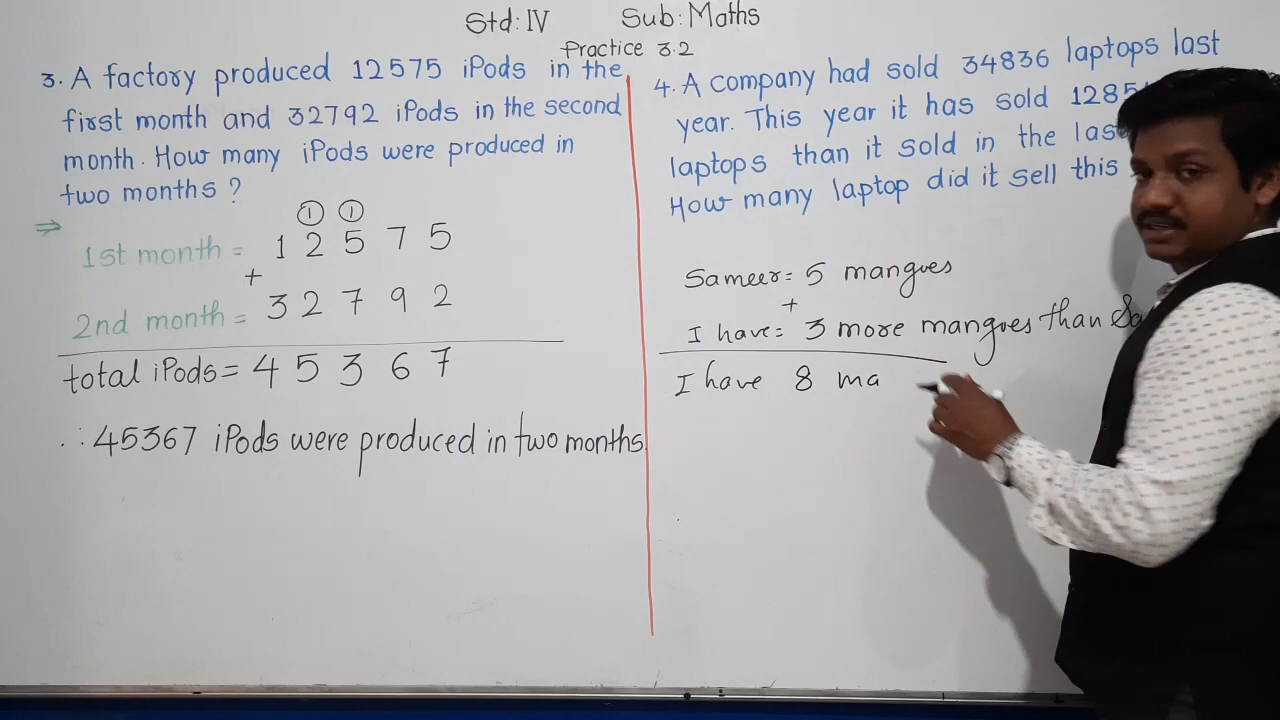 Std: IV Sub: Maths
Practice 3.2
3. A factory produced 12575 iPods in the
first month and 32792 iPods in the second
month. How many iPods were produced in
two months?
⇒ 1 1
1st month = 1 2 5 7 5
+
2nd month = 3 2 7 9 2
total iPods = 4 5 3 6 7
∴ 45367 iPods were produced in two months.
4. A company had sold 34836 laptops last
year. This year it has sold 1285
laptops than it sold in the las
How many laptop did it sell this
Sameer = 5 mangoes
+
I have = 3 more mangoes than Sa
I have 8 ma